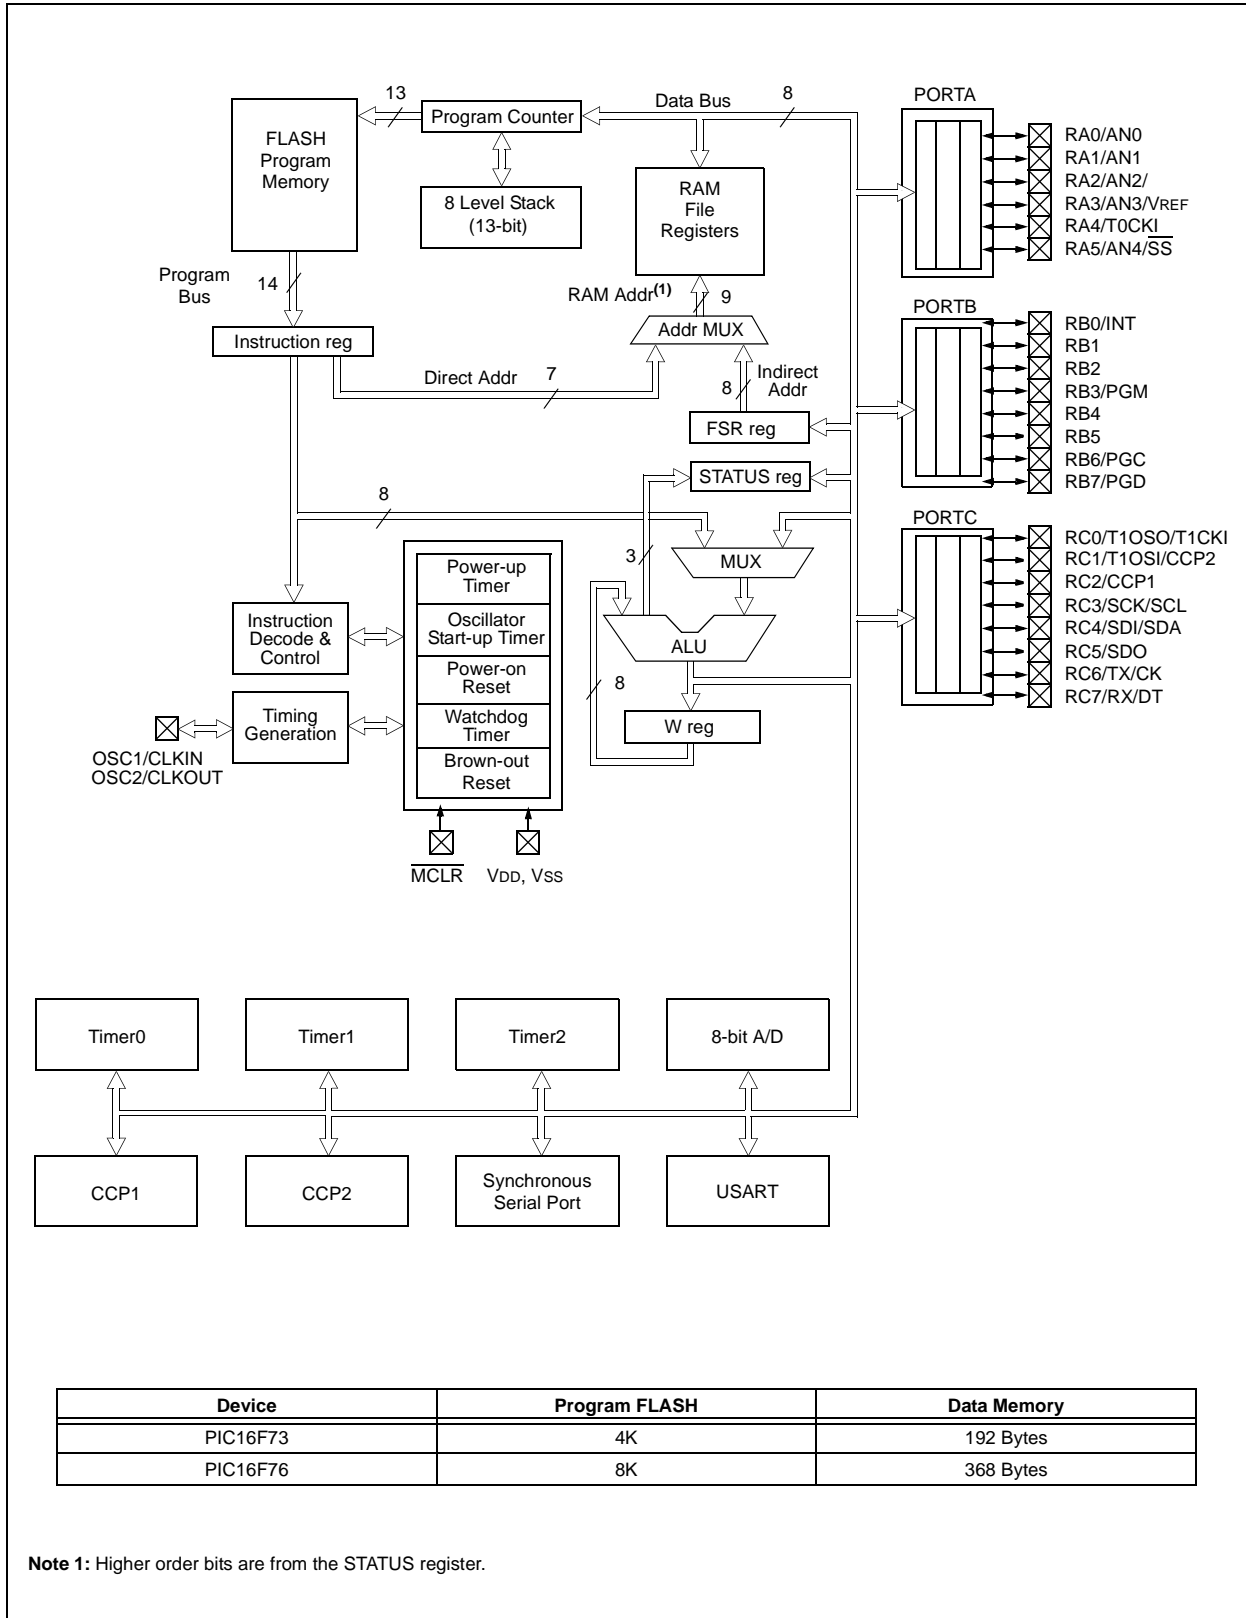 13
Data Bus
8
PORTA
FLASH
Program
Memory
Program Counter
8 Level Stack
(13-bit)
RAM
File
Registers
RA0/AN0
RA1/AN1
RA2/AN2/
RA3/AN3/VREF
RA4/T0CKI
RA5/AN4/SS
Program
Bus
14
RAM Addr(1)
9
PORTB
Instruction reg
Addr MUX
Direct Addr
7
8
Indirect
Addr
FSR reg
STATUS reg
RB0/INT
RB1
RB2
RB3/PGM
RB4
RB5
RB6/PGC
RB7/PGD
8
PORTC
3
MUX
Power-up
Timer
Oscillator
Start-up Timer
Power-on
Reset
Watchdog
Timer
Brown-out
Reset
Instruction
Decode &
Control
ALU
8
W reg
RC0/T1OSO/T1CKI
RC1/T1OSI/CCP2
RC2/CCP1
RC3/SCK/SCL
RC4/SDI/SDA
RC5/SDO
RC6/TX/CK
RC7/RX/DT
Timing
Generation
OSC1/CLKIN
OSC2/CLKOUT
MCLR
VDD, VSS
Timer0
Timer1
Timer2
8-bit A/D
CCP1
CCP2
Synchronous
Serial Port
USART
Device Program FLASH Data Memory
PIC16F73 4K 192 Bytes
PIC16F76 8K 368 Bytes
Note 1: Higher order bits are from the STATUS register.